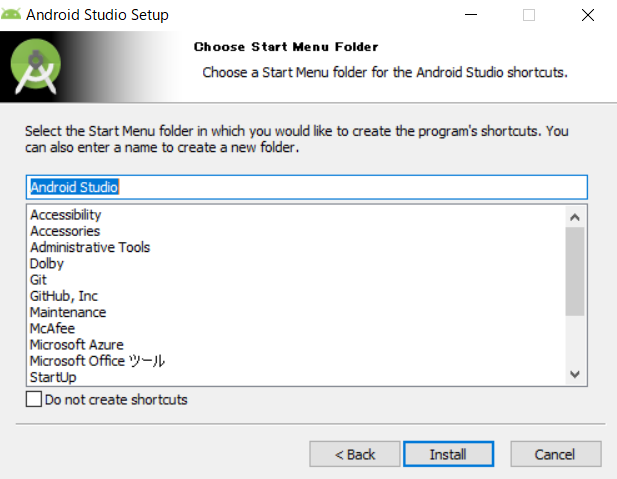 Android Studio Setup
Choose Start Menu Folder
Choose a Start Menu folder for the Android Studio shortcuts.
Select the Start Menu folder in which you would like to create the program's shortcuts. You
can also enter a name to create a new folder.
Android Studio
Accessibility
Accessories
Administrative Tools
Dolby
Git
GitHub, Inc
Maintenance
McAfee
Microsoft Azure
Microsoft Office ツール
StartUp
Do not create shortcuts
< Back
Install
Cancel